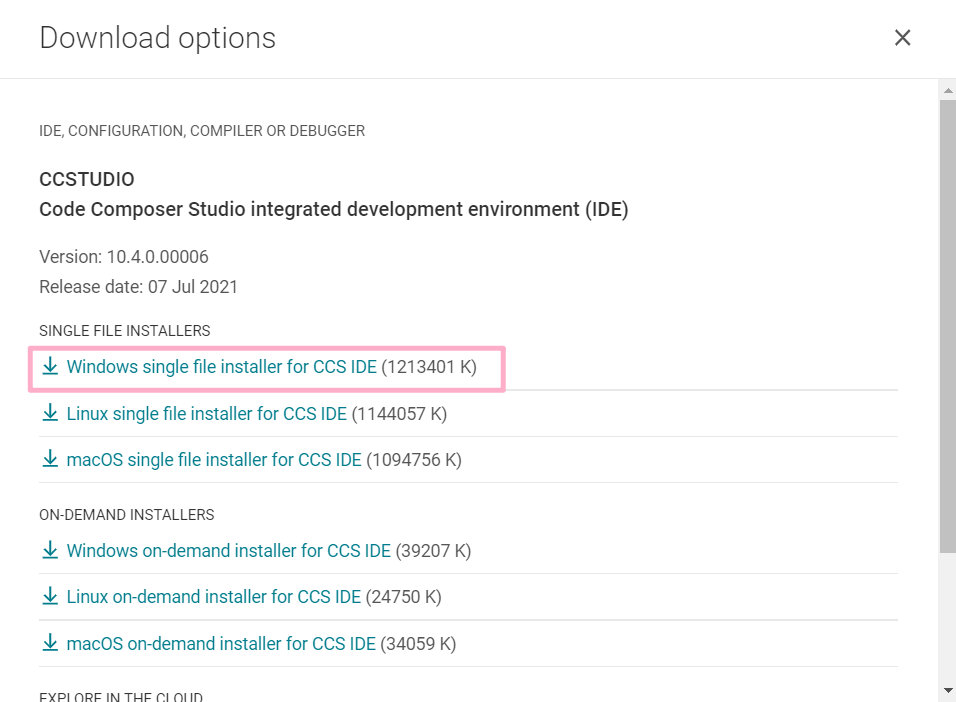 Download options
IDE, CONFIGURATION, COMPILER OR DEBUGGER
CCSTUDIO
Code Composer Studio integrated development environment (IDE)
Version: 10.4.0.00006
Release date: 07 Jul 2021
SINGLE FILE INSTALLERS
Windows single file installer for CCS IDE (1213401 K)
Linux single file installer for CCS IDE (1144057 K)
macOS single file installer for CCS IDE (1094756 K)
ON-DEMAND INSTALLERS
Windows on-demand installer for CCS IDE (39207 K)
Linux on-demand installer for CCS IDE (24750 K)
macOS on-demand installer for CCS IDE (34059 K)
EXPLORE IN THE CLOUD